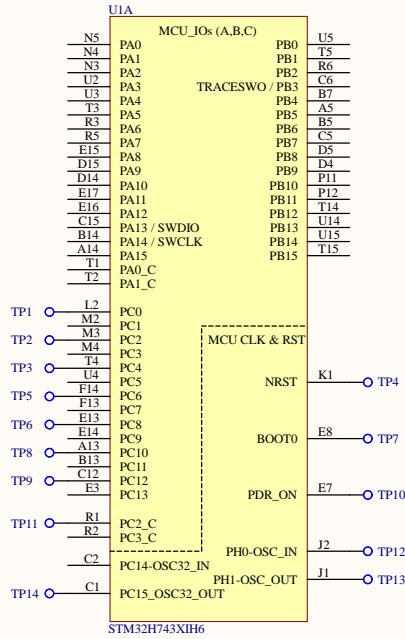 U1A
MCU_IOs (A,B,C)
N5 PA0 PB0 U5
N4 PA1 PB1 T5
N3 PA2 PB2 R6
U2 PA3 TRACESWO / PB3 C6
U3 PA4 PB4 B7
T3 PA5 PB5 A5
R3 PA6 PB6 B5
R5 PA7 PB7 C5
E15 PA8 PB8 D5
D15 PA9 PB9 D4
D14 PA10 PB10 P11
E17 PA11 PB11 P12
E16 PA12 PB12 T14
C15 PA13 / SWDIO PB13 U14
B14 PA14 / SWCLK PB14 U15
A14 PA15 PB15 T15
T1 PA0_C
T2 PA1_C
TP1 L2 PC0
M2 PC1
TP2 M3 PC2 MCU CLK & RST
M4 PC3
TP3 T4 PC4
U4 PC5 NRST K1 TP4
TP5 F14 PC6
F13 PC7
TP6 E13 PC8
E14 PC9 BOOT0 E8 TP7
TP8 A13 PC10
B13 PC11
TP9 C12 PC12
E3 PC13 PDR_ON E7 TP10
TP11 R1 PC2_C
R2 PC3_C
PH0-OSC_IN J2 TP12
C2 PC14-OSC32_IN
PH1-OSC_OUT J1 TP13
TP14 C1 PC15_OSC32_OUT
STM32H743XIH6